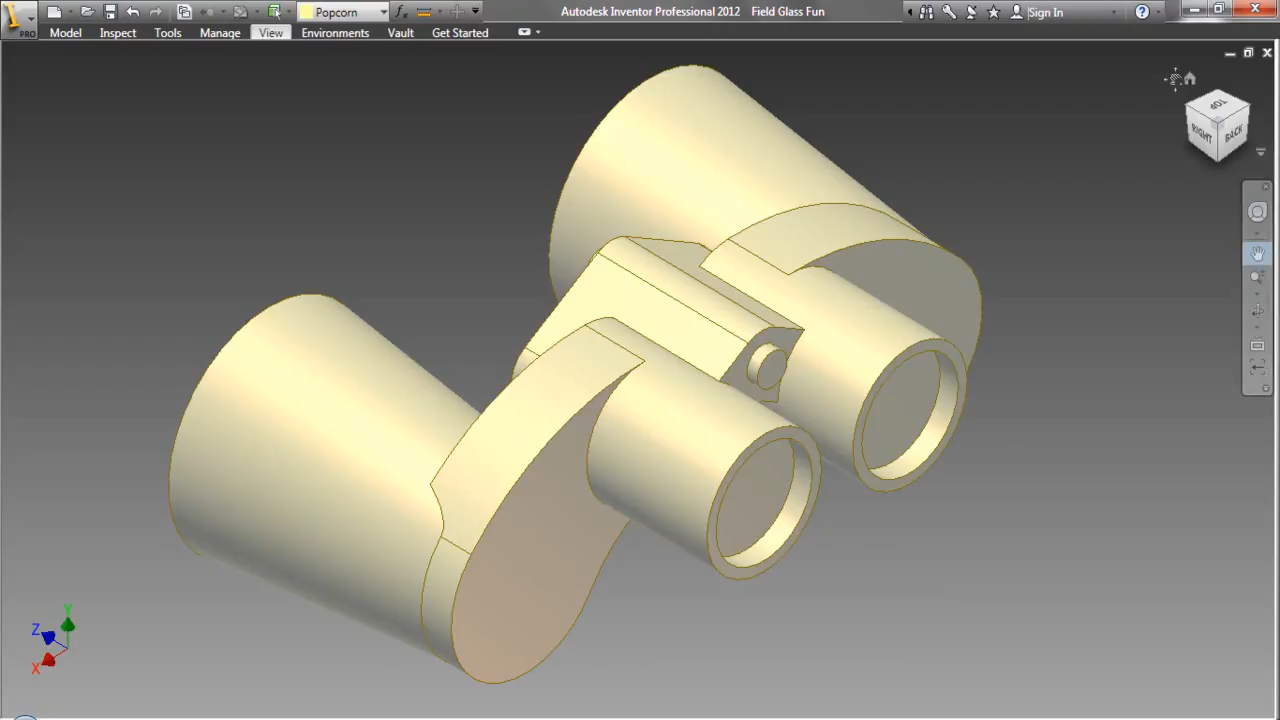 Popcorn
Autodesk Inventor Professional 2012 Field Glass Fun
Sign In
PRO
Model Inspect Tools Manage View Environments Vault Get Started
TOP
RIGHT BACK
Y
Z
X